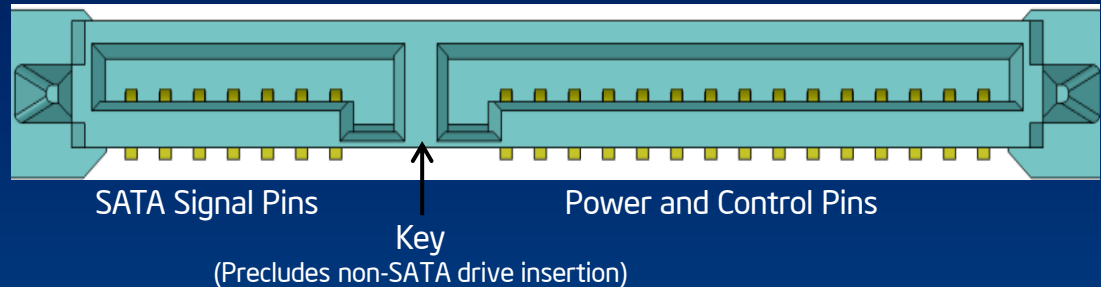 SATA Signal Pins
Power and Control Pins
Key
(Precludes non-SATA drive insertion)